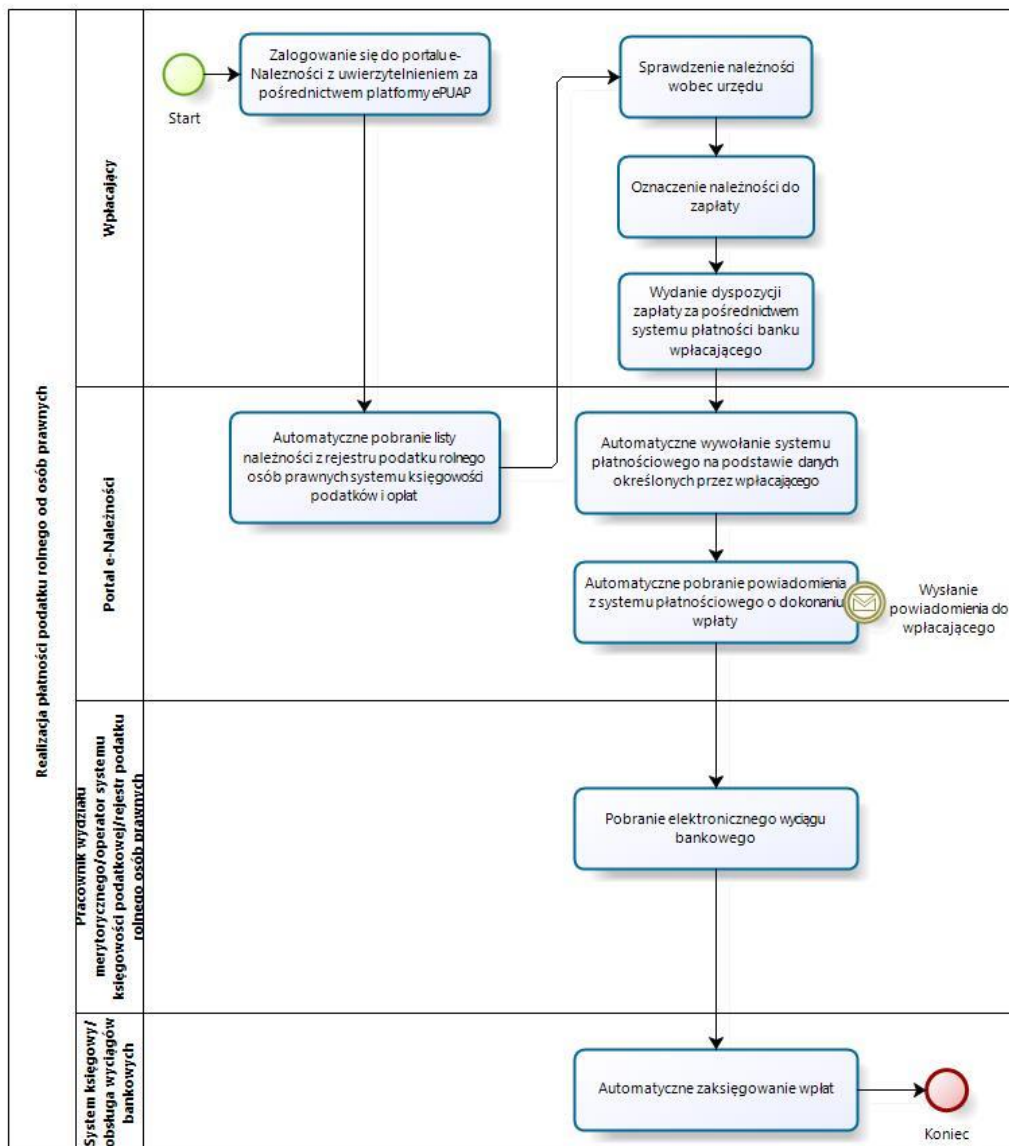 Realizacja płatności podatku rolnego od osób prawnych
Wpłacający
Start
Zalogowanie się do portalu e-
Nalezności z uwierzytelnieniem za
pośrednictwem platformy ePUAP
Sprawdzenie należności
wobec urzędu
Oznaczenie należności do
zapłaty
Wydanie dyspozycji
zapłaty za pośrednictwem
systemu płatności banku
wpłacającego
Portal e-Należności
Automatyczne pobranie listy
należności z rejestru podatku rolnego
osób prawnych systemu księgowości
podatków i opłat
Automatyczne wywołanie systemu
płatnościowego na podstawie danych
określonych przez wpłacającego
Automatyczne pobranie powiadomienia
z systemu płatnościowego o dokonaniu
wpłaty
Wysłanie
powiadomienia do
wpłacającego
Pracownik wydziału
merytorycznego/operator systemu
księgowości podatkowej/rejestr podatku
rolnego osób prawnych
Pobranie elektronicznego wyciągu
bankowego
System księgowy/
obsługa wyciągów
bankowych
Automatyczne zaksięgowanie wpłat
Koniec